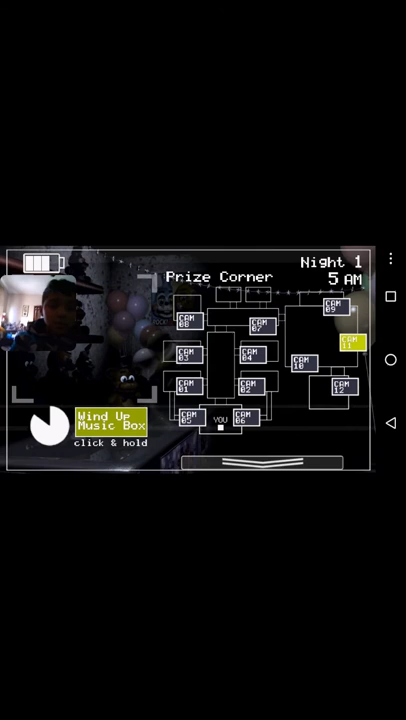 Night 1
5 AM
Prize Corner
CAM
09
CAM
08
CAM
07
CAM
11
CAM
03
CAM
04
CAM
10
CAM
01
CAM
02
CAM
12
CAM
05
YOU
CAM
06
Wind Up
Music Box
click & hold